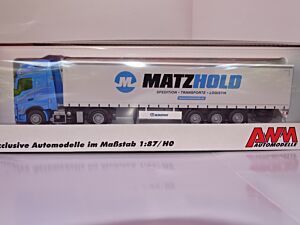 MATZHOLD
SPEDITION • TRANSPORTE • LOGISTIK
xclusive Automodelle im Maßstab 1:87/H0
AWM
AUTOMODELLE